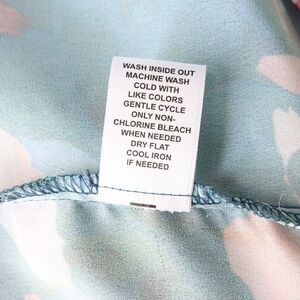 WASH INSIDE OUT
MACHINE WASH
COLD WITH
LIKE COLORS
GENTLE CYCLE
ONLY NON-
CHLORINE BLEACH
WHEN NEEDED
DRY FLAT
COOL IRON
IF NEEDED